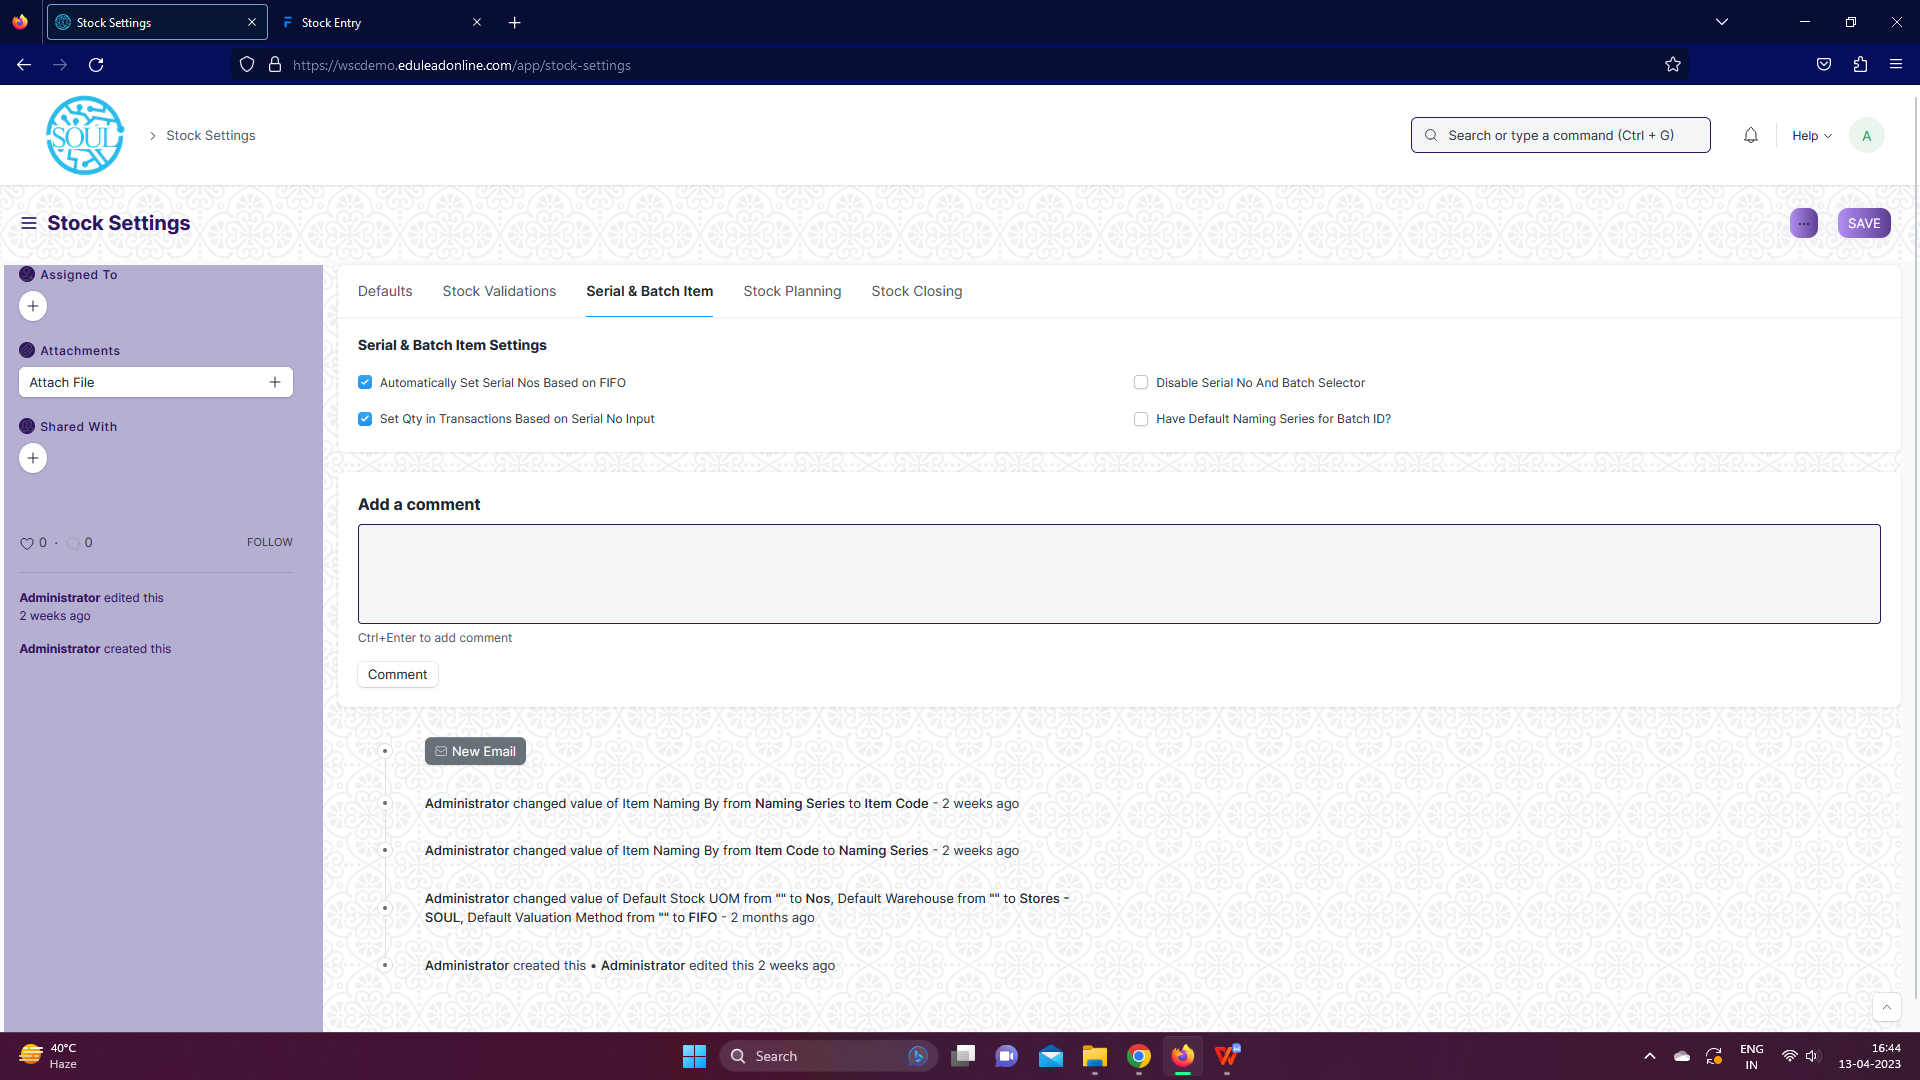 Stock Settings
Stock Entry
https://wscdemo.eduleadonline.com/app/stock-settings
SOUL
Stock Settings
Search or type a command (Ctrl + G)
Help
A
Stock Settings
...
SAVE
Assigned To
Attachments
Attach File
Shared With
0 · 0
FOLLOW
Administrator edited this
2 weeks ago
Administrator created this
Defaults
Stock Validations
Serial & Batch Item
Stock Planning
Stock Closing
Serial & Batch Item Settings
Automatically Set Serial Nos Based on FIFO
Disable Serial No And Batch Selector
Set Qty in Transactions Based on Serial No Input
Have Default Naming Series for Batch ID?
Add a comment
Ctrl+Enter to add comment
Comment
New Email
Administrator changed value of Item Naming By from Naming Series to Item Code - 2 weeks ago
Administrator changed value of Item Naming By from Item Code to Naming Series - 2 weeks ago
Administrator changed value of Default Stock UOM from "" to Nos, Default Warehouse from "" to Stores -
SOUL, Default Valuation Method from "" to FIFO - 2 months ago
Administrator created this • Administrator edited this 2 weeks ago
40°C
Haze
Search
ENG
IN
16:44
13-04-2023